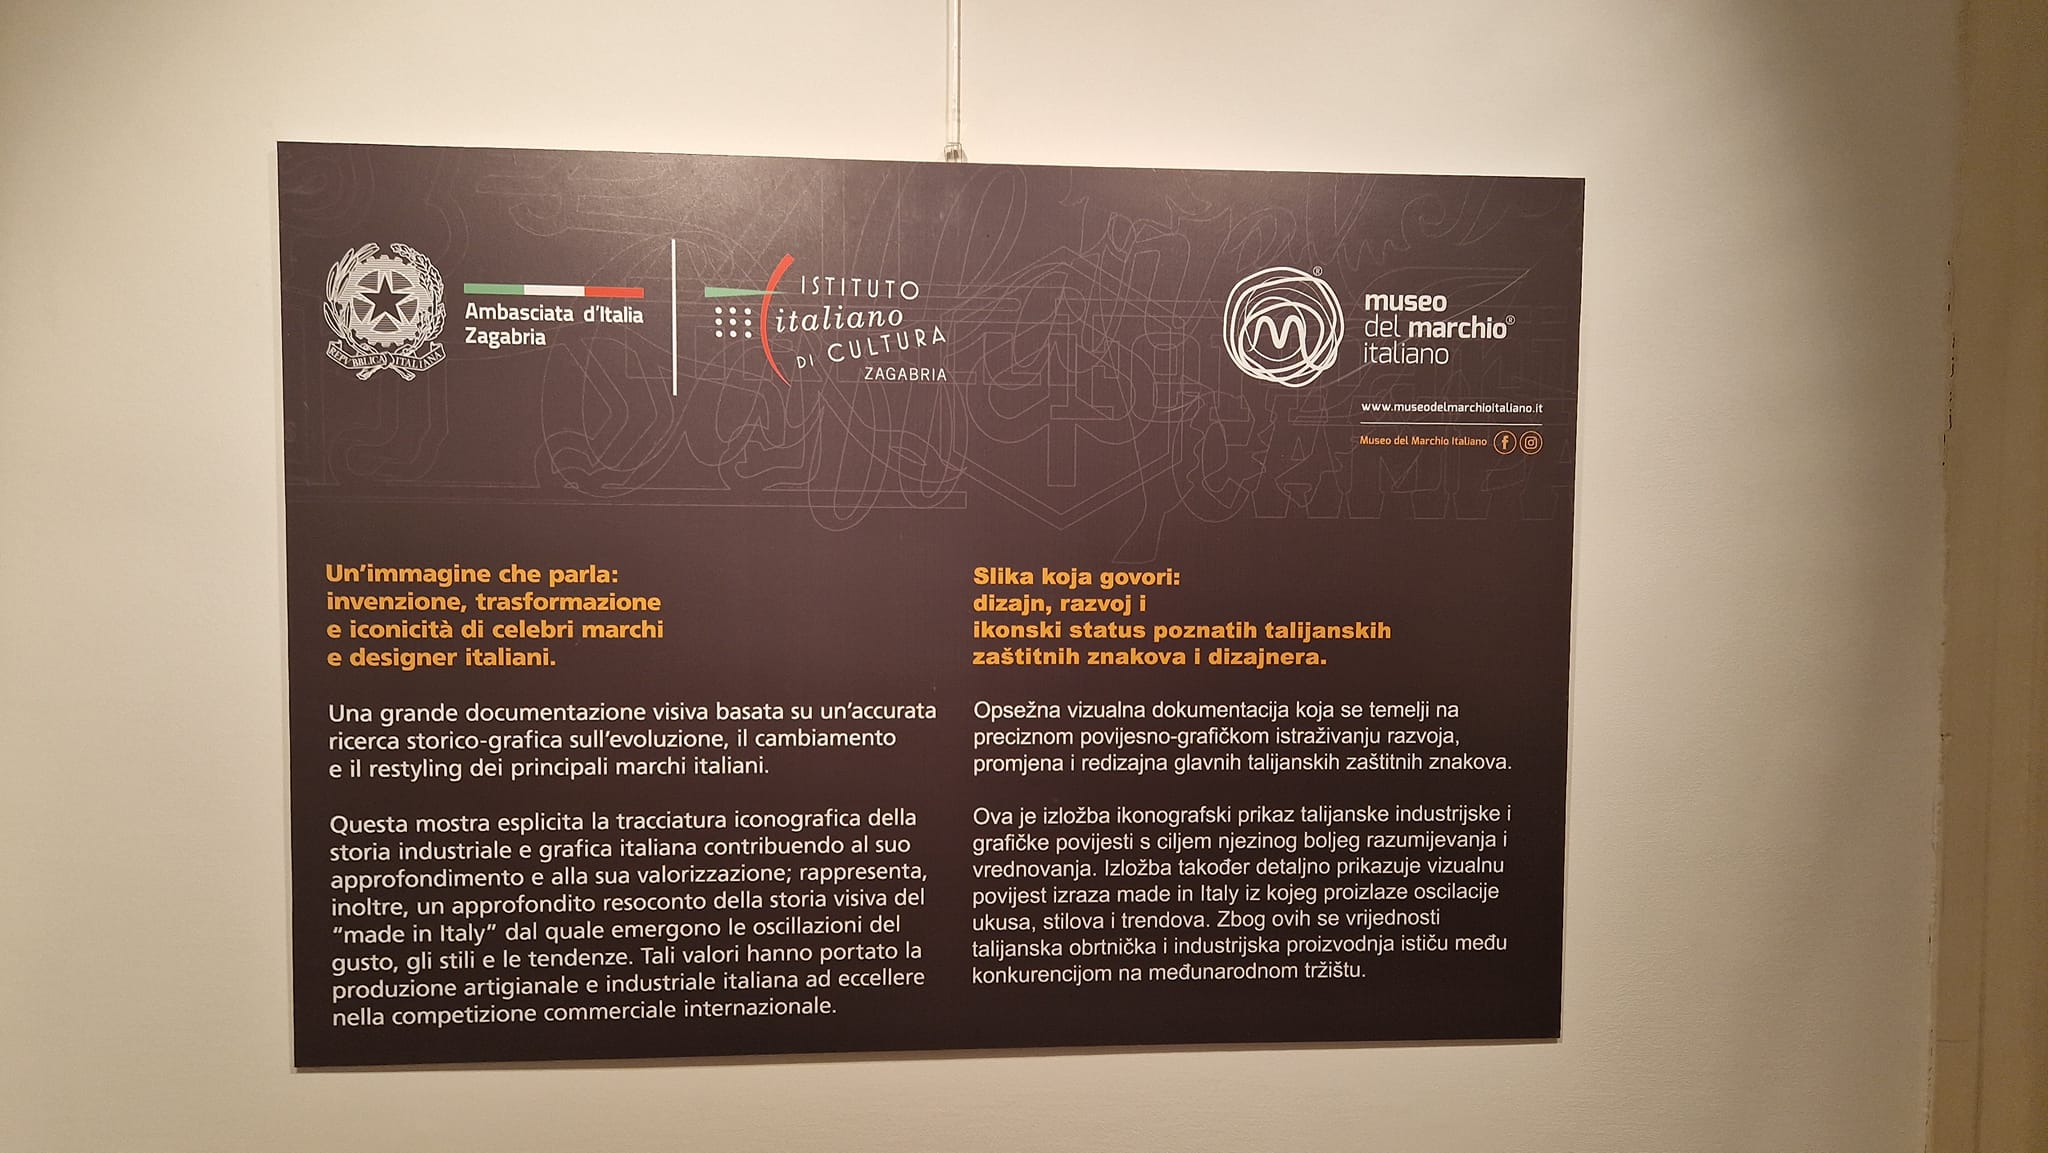 REPVBBLICA ITALIANA
Ambasciata d'Italia
Zagabria
ISTITUTO
italiano
DI CULTURA
ZAGABRIA
museo
del marchio®
italiano
www.museodelmarchioitaliano.it
Museo del Marchio Italiano
Un'immagine che parla:
invenzione, trasformazione
e iconicità di celebri marchi
e designer italiani.
Una grande documentazione visiva basata su un'accurata
ricerca storico-grafica sull'evoluzione, il cambiamento
e il restyling dei principali marchi italiani.
Questa mostra esplicita la tracciatura iconografica della
storia industriale e grafica italiana contribuendo al suo
approfondimento e alla sua valorizzazione; rappresenta,
inoltre, un approfondito resoconto della storia visiva del
“made in Italy” dal quale emergono le oscillazioni del
gusto, gli stili e le tendenze. Tali valori hanno portato la
produzione artigianale e industriale italiana ad eccellere
nella competizione commerciale internazionale.
Slika koja govori:
dizajn, razvoj i
ikonski status poznatih talijanskih
zaštitnih znakova i dizajnera.
Opsežna vizualna dokumentacija koja se temelji na
preciznom povijesno-grafičkom istraživanju razvoja,
promjena i redizajna glavnih talijanskih zaštitnih znakova.
Ova je izložba ikonografski prikaz talijanske industrijske i
grafičke povijesti s ciljem njezinog boljeg razumijevanja i
vrednovanja. Izložba također detaljno prikazuje vizualnu
povijest izraza made in Italy iz kojeg proizlaze oscilacije
ukusa, stilova i trendova. Zbog ovih se vrijednosti
talijanska obrtnička i industrijska proizvodnja ističu među
konkurencijom na međunarodnom tržištu.